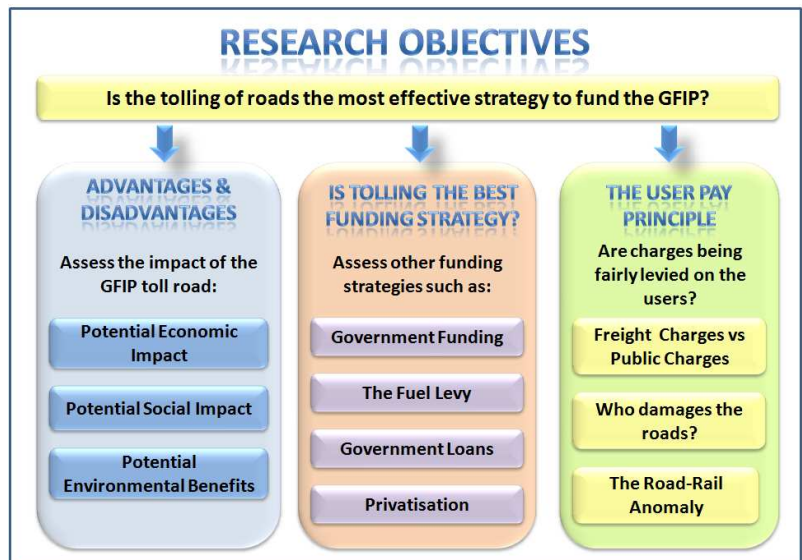 RESEARCH OBJECTIVES
Is the tolling of roads the most effective strategy to fund the GFIP?
ADVANTAGES &
DISADVANTAGES
Assess the impact of the
GFIP toll road:
Potential Economic
Impact
Potential Social Impact
Potential
Environmental Benefits
IS TOLLING THE BEST
FUNDING STRATEGY?
Assess other funding
strategies such as:
Government Funding
The Fuel Levy
Government Loans
Privatisation
THE USER PAY
PRINCIPLE
Are charges being
fairly levied on the
users?
Freight Charges vs
Public Charges
Who damages the
roads?
The Road-Rail
Anomaly